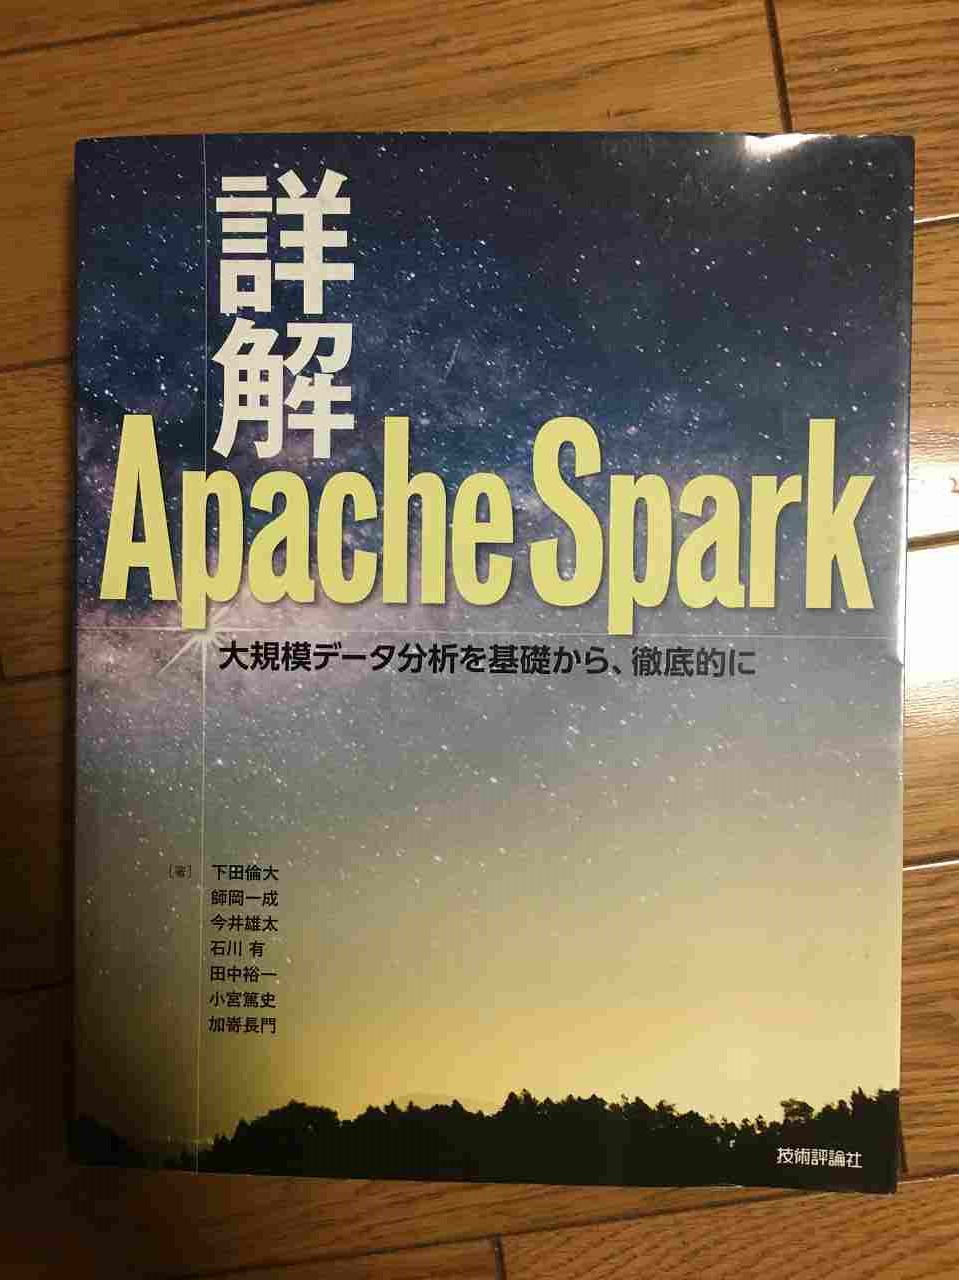 詳解
Apache Spark
大規模データ分析を基礎から、徹底的に
[著] 下田倫大
師岡一成
今井雄太
石川 有
田中裕一
小宮篤史
加嵜長門
技術評論社